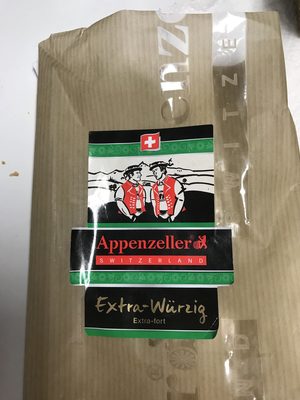 Appenzeller
SWITZERLAND
Extra-Würzig
Extra-fort